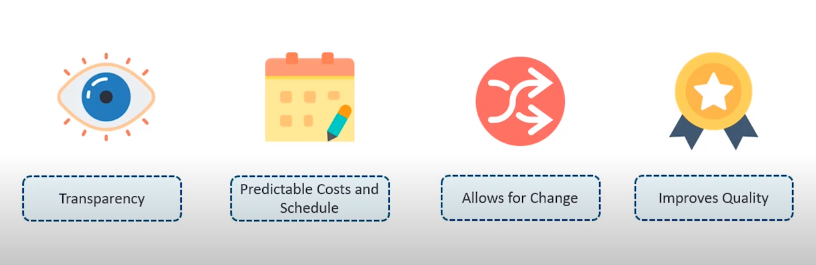 Transparency
Predictable Costs and
Schedule
Allows for Change
Improves Quality